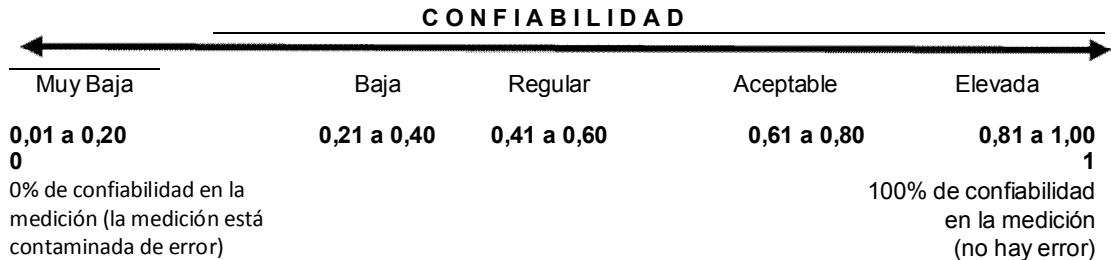 CONFIABILIDAD
Muy Baja Baja Regular Aceptable Elevada
0,01 a 0,20 0,21 a 0,40 0,41 a 0,60 0,61 a 0,80 0,81 a 1,00
0 1
0% de confiabilidad en la 100% de confiabilidad
medición (la medición está en la medición
contaminada de error) (no hay error)